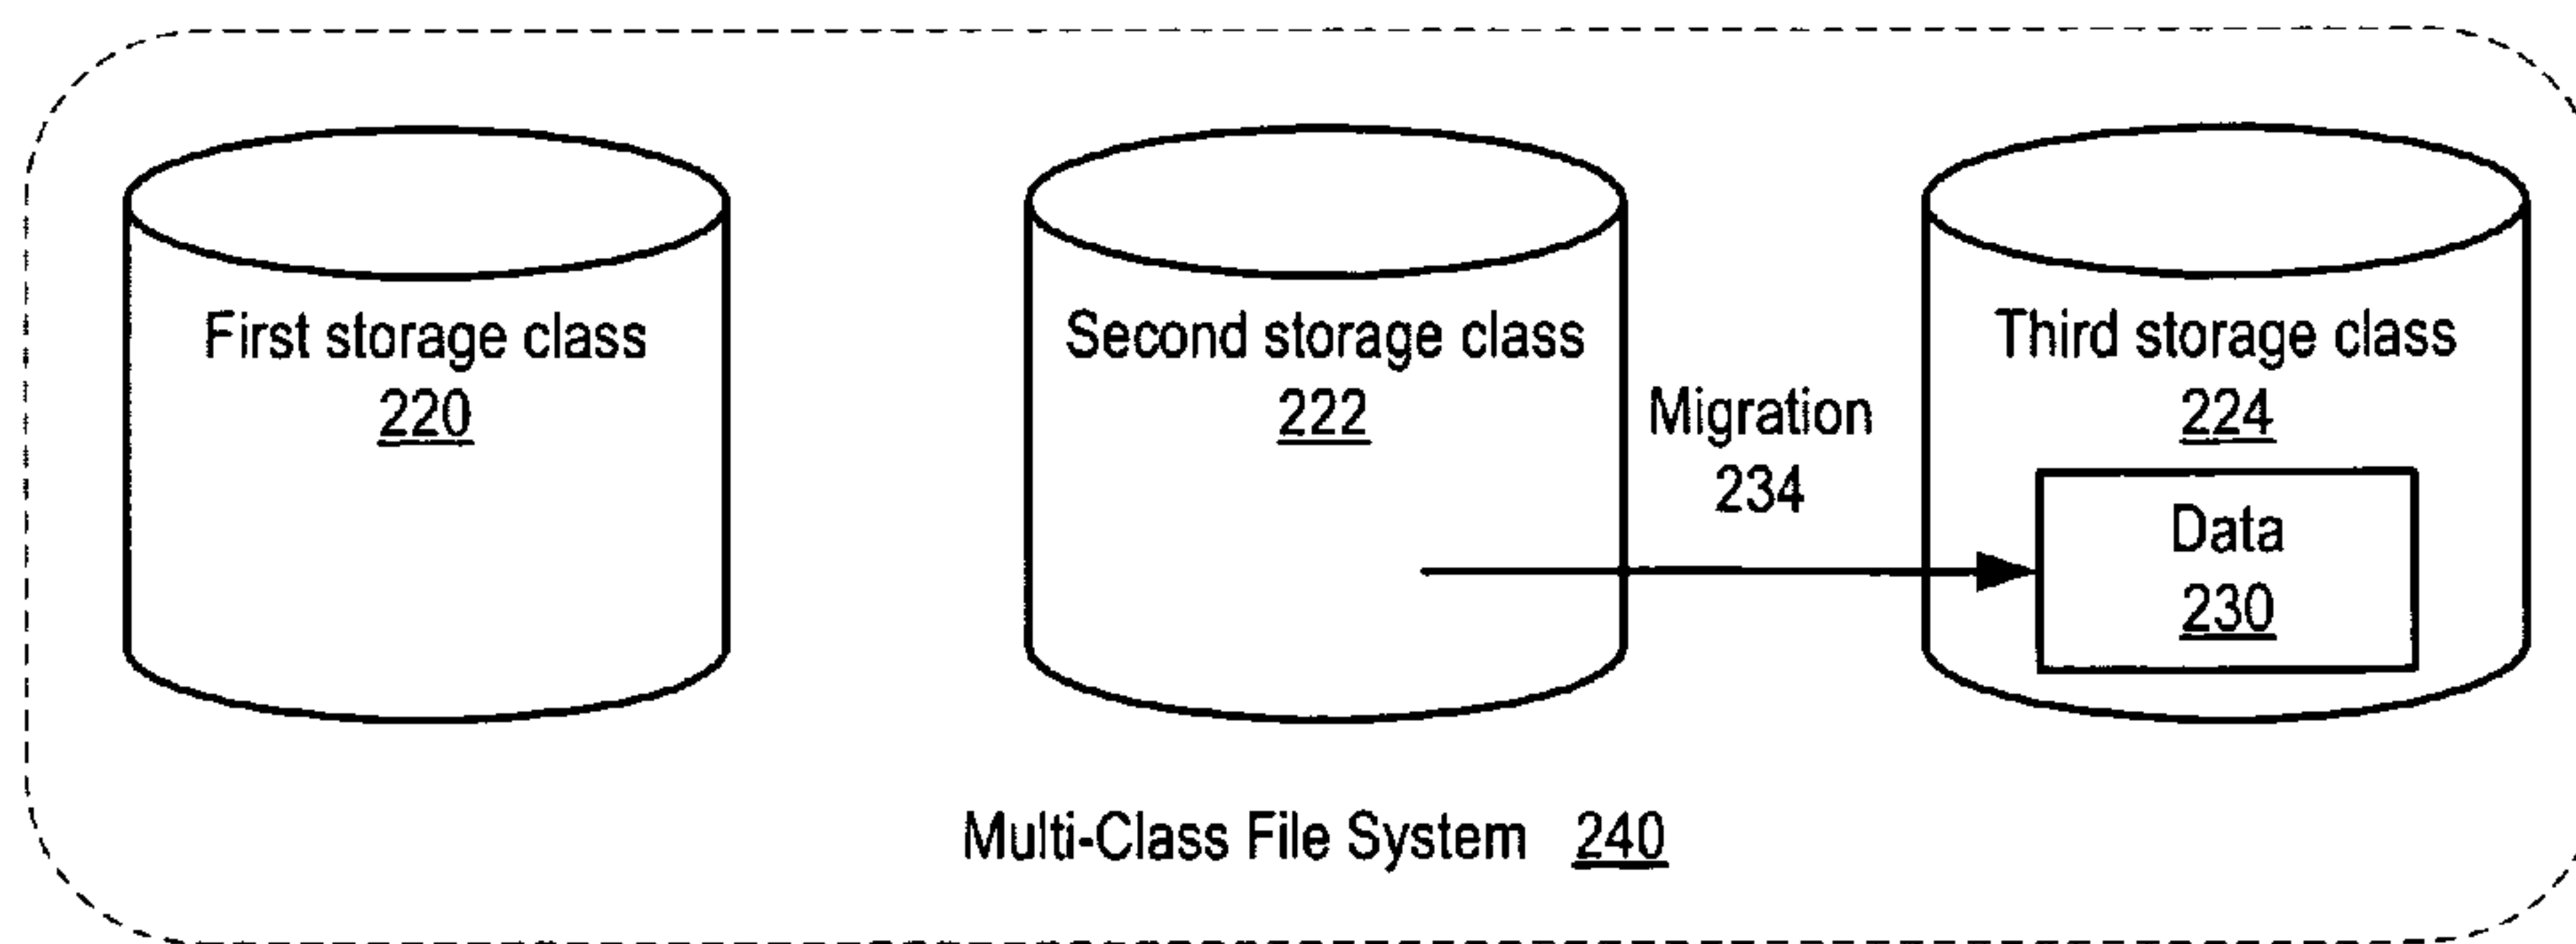 First storage class
220
Second storage class
222
Migration
234
Third storage class
224
Data
230
Multi-Class File System 240